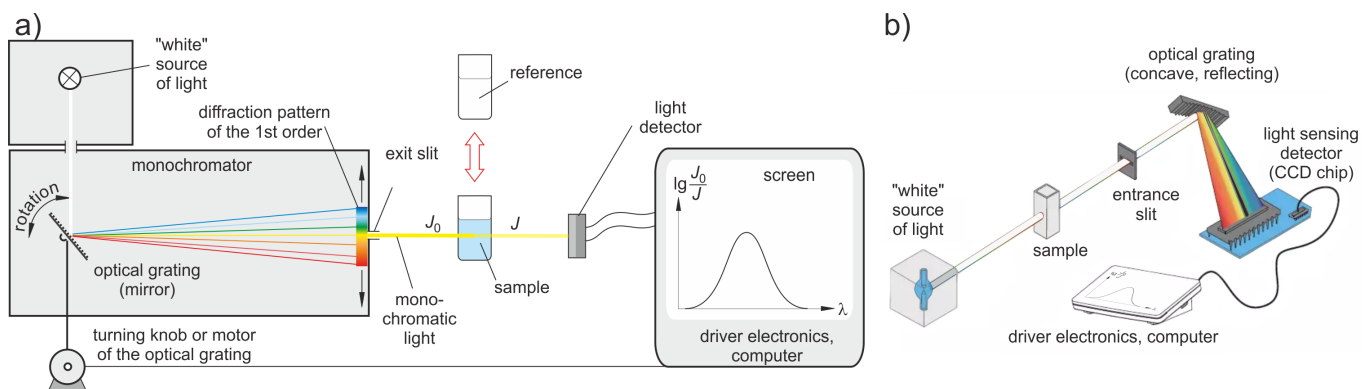 a)
"white"
source
of light
reference
diffraction pattern
of the 1st order
light
detector
monochromator
exit slit
rotation
J₀
J
optical grating
(mirror)
sample
mono-
chromatic
light
turning knob or motor
of the optical grating
screen
lg J₀/J
λ
driver electronics,
computer
b)
optical grating
(concave, reflecting)
light sensing
detector
(CCD chip)
entrance
slit
"white"
source
of light
sample
driver electronics, computer